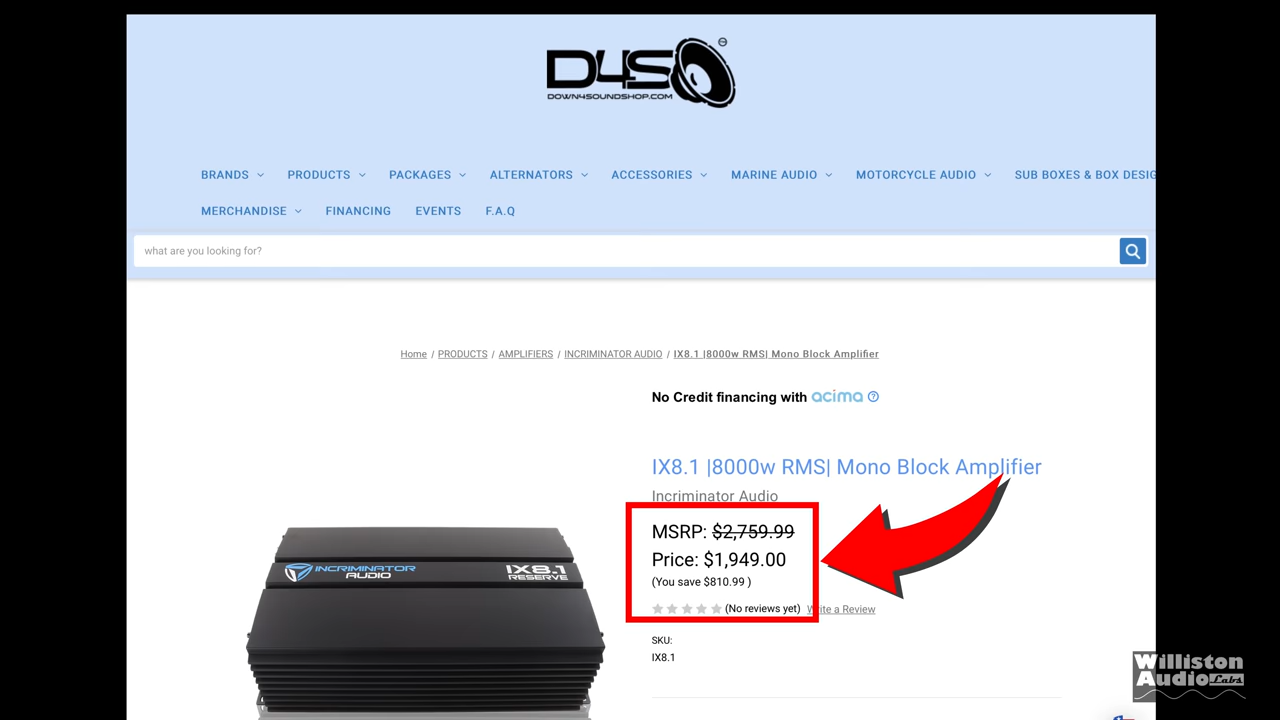 D4S
DOWN4SOUNDSHOP.COM
BRANDS PRODUCTS PACKAGES ALTERNATORS ACCESSORIES MARINE AUDIO MOTORCYCLE AUDIO SUB BOXES & BOX DESIG
MERCHANDISE FINANCING EVENTS F.A.Q
what are you looking for?
Home / PRODUCTS / AMPLIFIERS / INCRIMINATOR AUDIO / IX8.1 |8000w RMS| Mono Block Amplifier
No Credit financing with acima ?
IX8.1 |8000w RMS| Mono Block Amplifier
Incriminator Audio
MSRP: $2,759.99
Price: $1,949.00
(You save $810.99 )
(No reviews yet) Write a Review
SKU:
IX8.1
INCRIMINATOR
AUDIO
IX8.1
RESERVE
Williston
Audio Labs